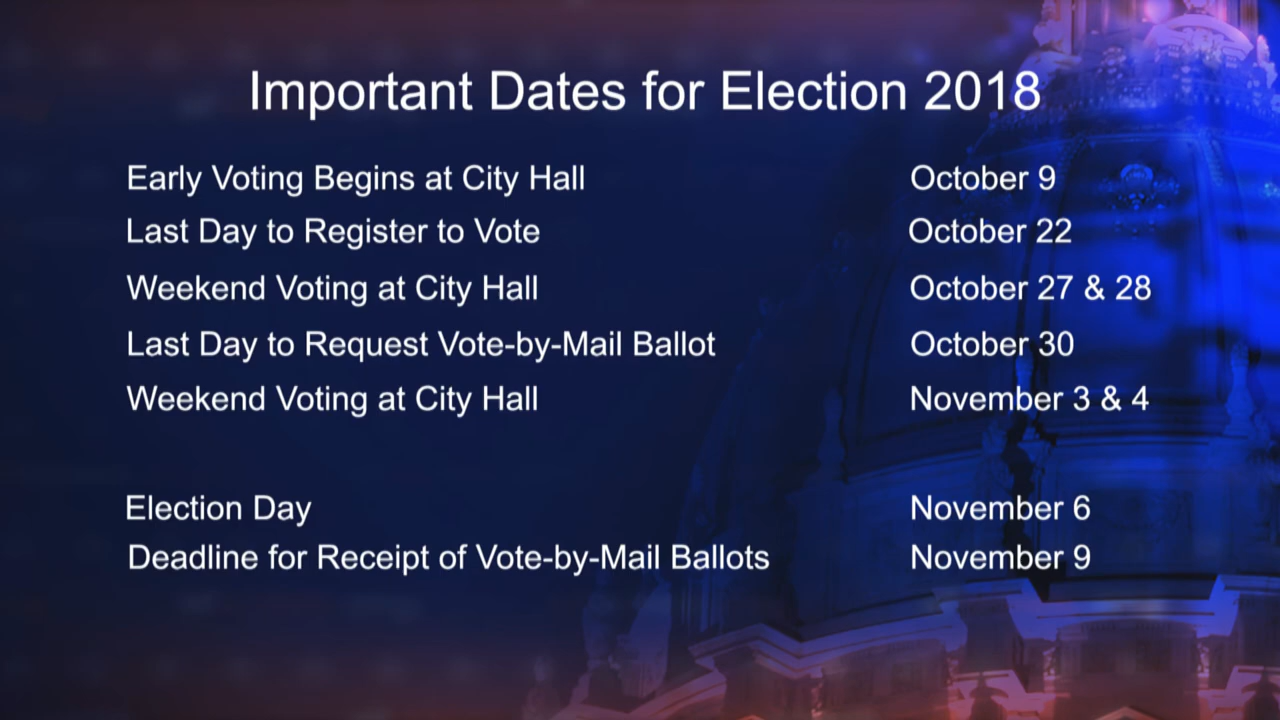 Important Dates for Election 2018
Early Voting Begins at City Hall October 9
Last Day to Register to Vote October 22
Weekend Voting at City Hall October 27 & 28
Last Day to Request Vote-by-Mail Ballot October 30
Weekend Voting at City Hall November 3 & 4
Election Day November 6
Deadline for Receipt of Vote-by-Mail Ballots November 9